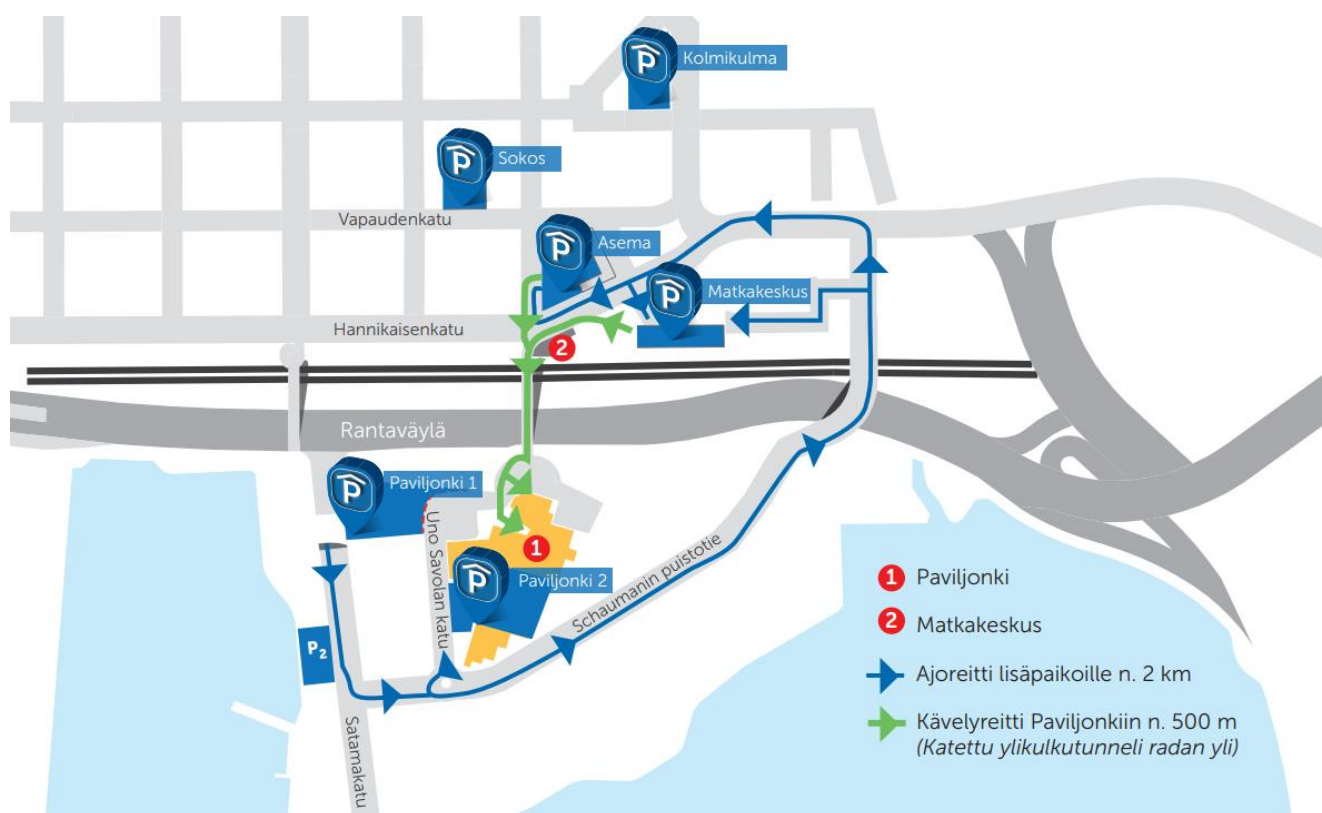 P
Kolmikulma
P
Sokos
Vapaudenkatu
P
Asema
P
Matkakeskus
Hannikaisenkatu
2
Rantaväylä
P
Paviljonki 1
Uno Savolan katu
1
P
Paviljonki 2
Schaumanin puistotie
P2
Satamakatu
1 Paviljonki
2 Matkakeskus
Ajoreitti lisäpaikoille n. 2 km
Kävelyreitti Paviljonkiin n. 500 m
(Katettu ylikulkutunneli radan yli)